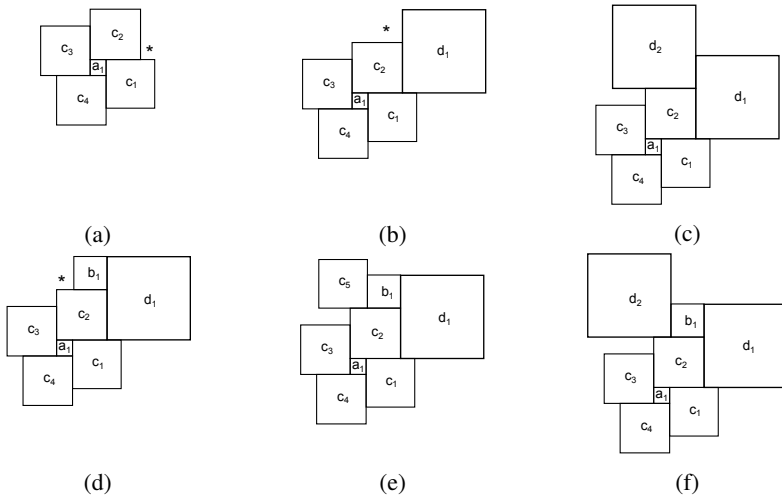 c₂
*
c₃
a₁
c₁
c₄
(a)
*
d₁
c₂
c₃
a₁
c₁
c₄
(b)
d₂
d₁
c₂
c₃
a₁
c₁
c₄
(c)
*
b₁
d₁
c₂
c₃
a₁
c₁
c₄
(d)
c₅
b₁
d₁
c₂
c₃
a₁
c₁
c₄
(e)
d₂
b₁
d₁
c₂
c₃
a₁
c₁
c₄
(f)